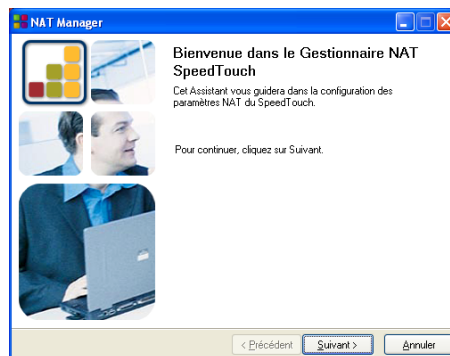 NAT Manager
Bienvenue dans le Gestionnaire NAT
SpeedTouch
Cet Assistant vous guidera dans la configuration des
paramètres NAT du SpeedTouch.
Pour continuer, cliquez sur Suivant.
< Précédent
Suivant >
Annuler